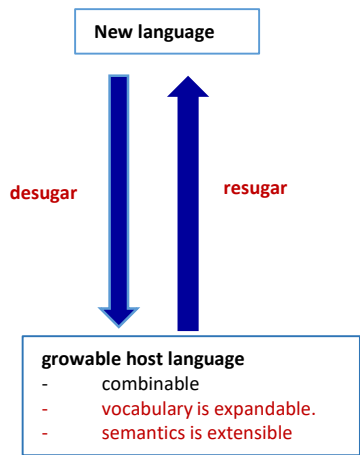 New language
desugar
resugar
growable host language
- combinable
- vocabulary is expandable.
- semantics is extensible